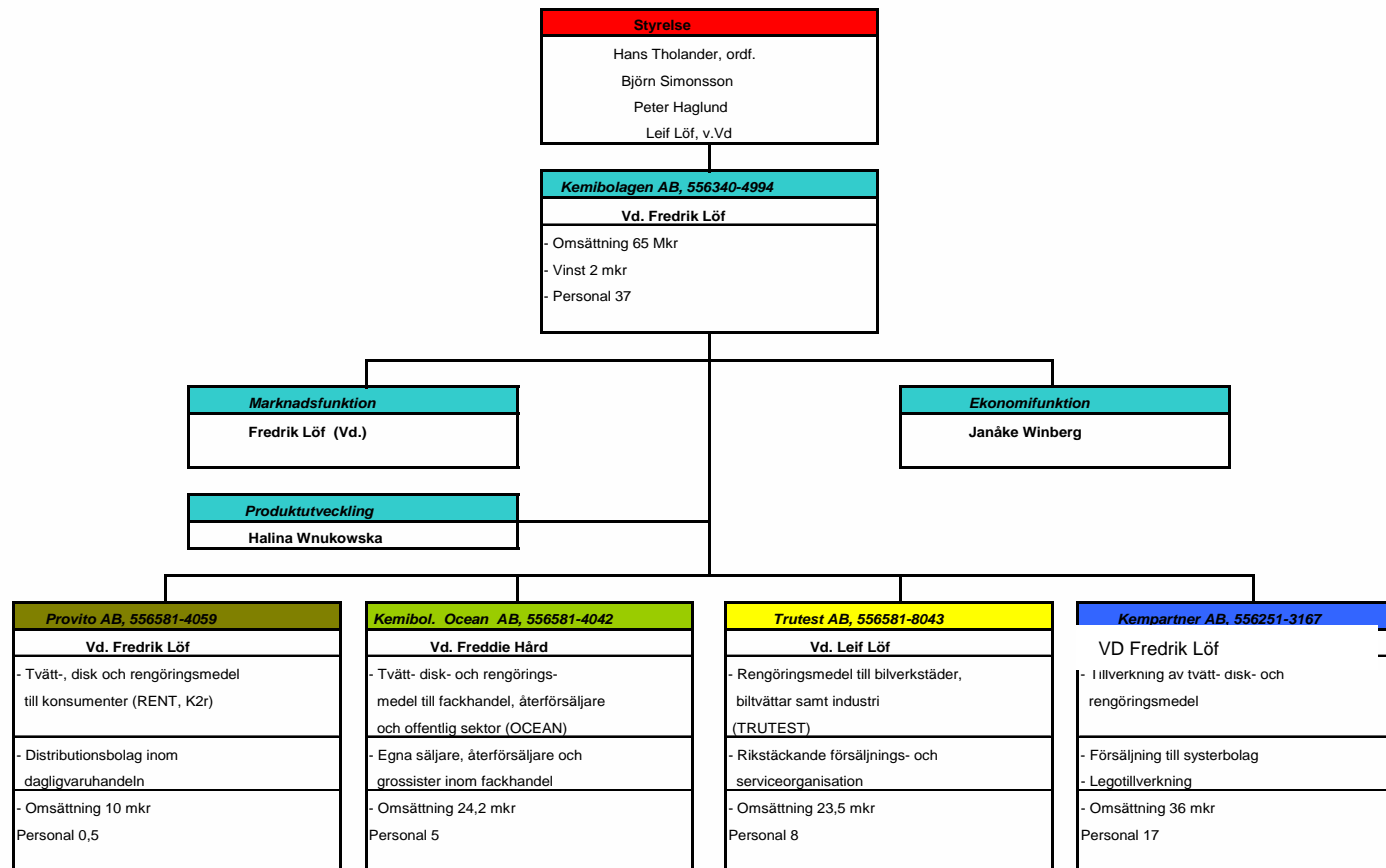 Styrelse
Hans Tholander, ordf.
Björn Simonsson
Peter Haglund
Leif Löf, v.Vd
Kemibolagen AB, 556340-4994
Vd. Fredrik Löf
- Omsättning 65 Mkr
- Vinst 2 mkr
- Personal 37
Marknadsfunktion
Fredrik Löf (Vd.)
Ekonomifunktion
Janåke Winberg
Produktutveckling
Halina Wnukowska
Provito AB, 556581-4059
Vd. Fredrik Löf
- Tvätt-, disk och rengöringsmedel
till konsumenter (RENT, K2r)
- Distributionsbolag inom
dagligvaruhandeln
- Omsättning 10 mkr
Personal 0,5
Kemibol. Ocean AB, 556581-4042
Vd. Freddie Hård
- Tvätt- disk- och rengörings-
medel till fackhandel, återförsäljare
och offentlig sektor (OCEAN)
- Egna säljare, återförsäljare och
grossister inom fackhandel
- Omsättning 24,2 mkr
Personal 5
Trutest AB, 556581-8043
Vd. Leif Löf
- Rengöringsmedel till bilverkstäder,
biltvättar samt industri
(TRUTEST)
- Rikstäckande försäljnings- och
serviceorganisation
- Omsättning 23,5 mkr
Personal 8
Kempartner AB, 556251-3167
VD Fredrik Löf
- Tillverkning av tvätt- disk- och
rengöringsmedel
- Försäljning till systerbolag
- Legotillverkning
- Omsättning 36 mkr
Personal 17